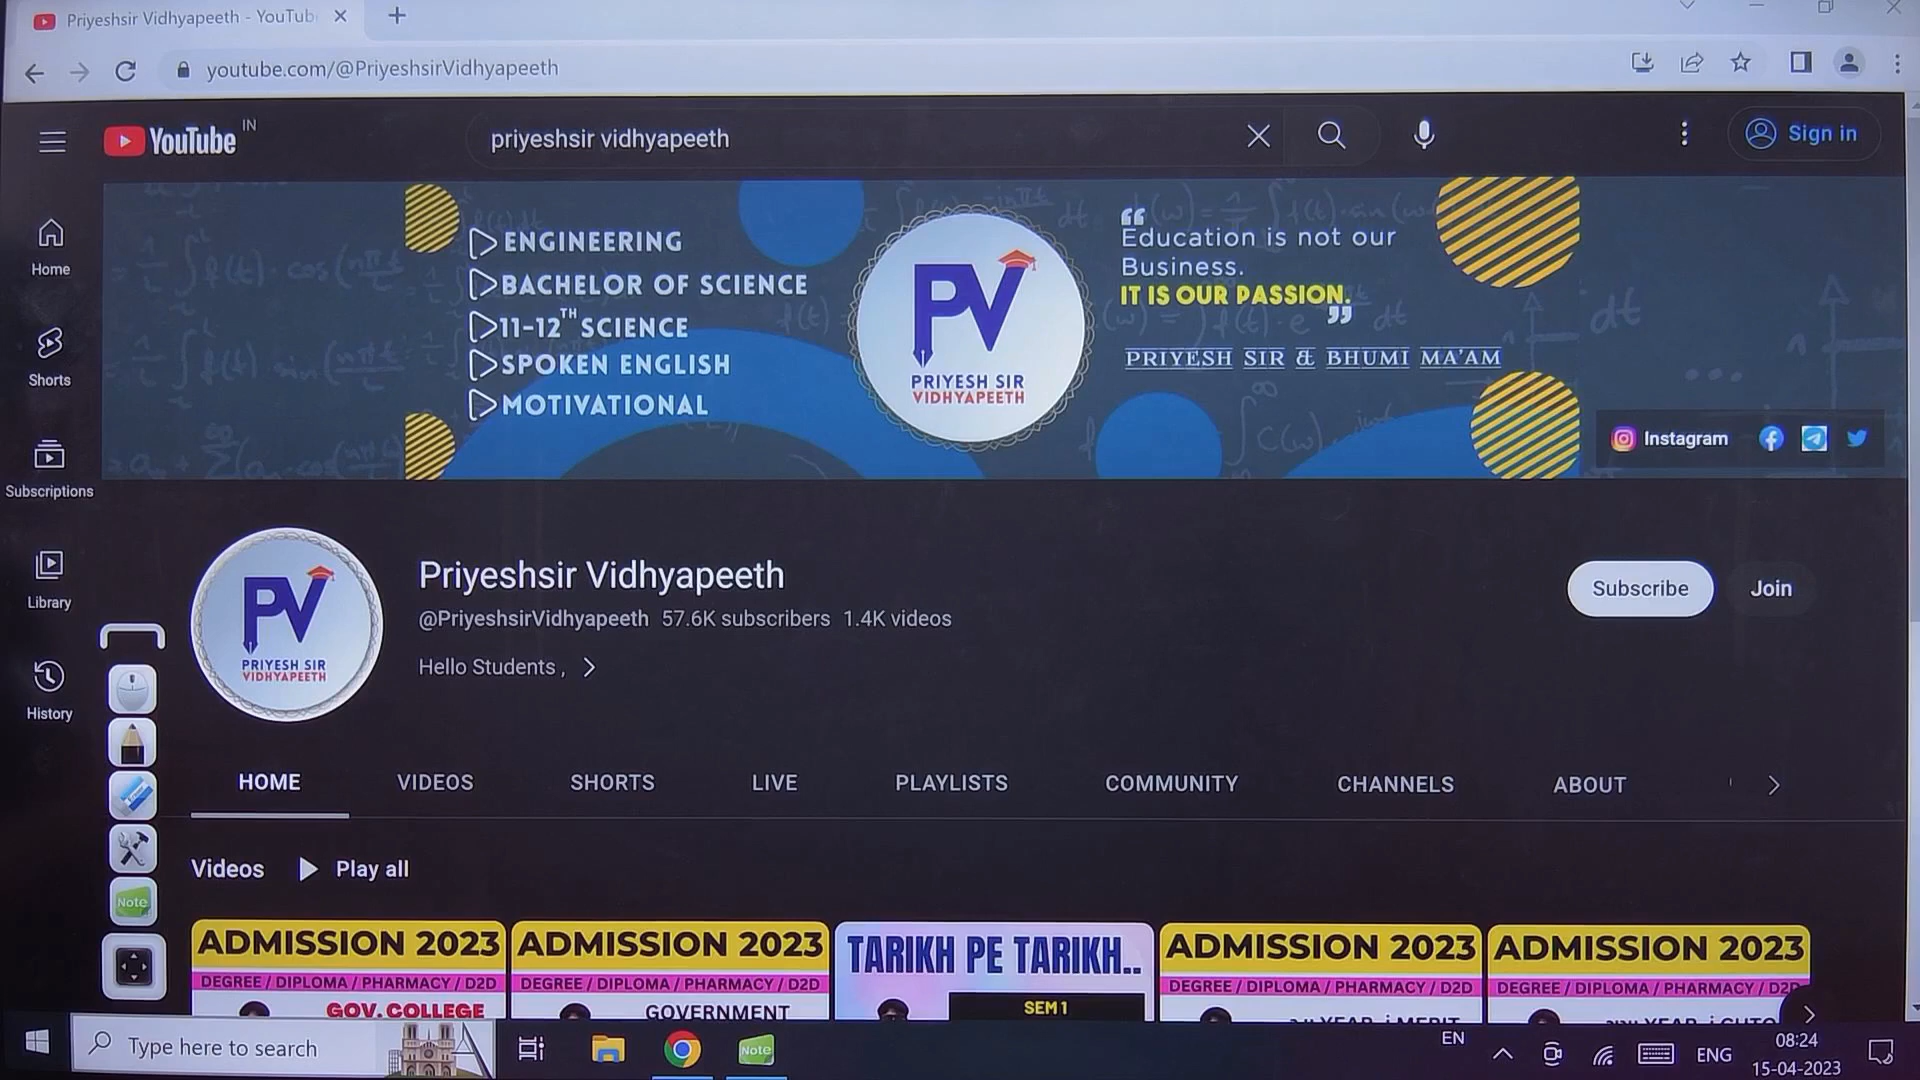 Priyeshsir Vidhyapeeth - YouTub
youtube.com/@PriyeshsirVidhyapeeth
YouTube IN
priyeshsir vidhyapeeth
Sign in
Home
Shorts
Subscriptions
Library
History
ENGINEERING
BACHELOR OF SCIENCE
11-12TH SCIENCE
SPOKEN ENGLISH
MOTIVATIONAL
PV
PRIYESH SIR
VIDHYAPEETH
“ Education is not our
Business.
IT IS OUR PASSION. ”
PRIYESH SIR & BHUMI MA'AM
Instagram
PV
PRIYESH SIR
VIDHYAPEETH
Priyeshsir Vidhyapeeth
@PriyeshsirVidhyapeeth 57.6K subscribers 1.4K videos
Hello Students ,
Subscribe
Join
HOME VIDEOS SHORTS LIVE PLAYLISTS COMMUNITY CHANNELS ABOUT
Videos Play all
Note
ADMISSION 2023
DEGREE / DIPLOMA / PHARMACY / D2D
GOV. COLLEGE
ADMISSION 2023
DEGREE / DIPLOMA / PHARMACY / D2D
GOVERNMENT
TARIKH PE TARIKH..
SEM 1
ADMISSION 2023
DEGREE / DIPLOMA / PHARMACY / D2D
ADMISSION 2023
DEGREE / DIPLOMA / PHARMACY / D2D
Type here to search
Note
EN
ENG
08:24
15-04-2023